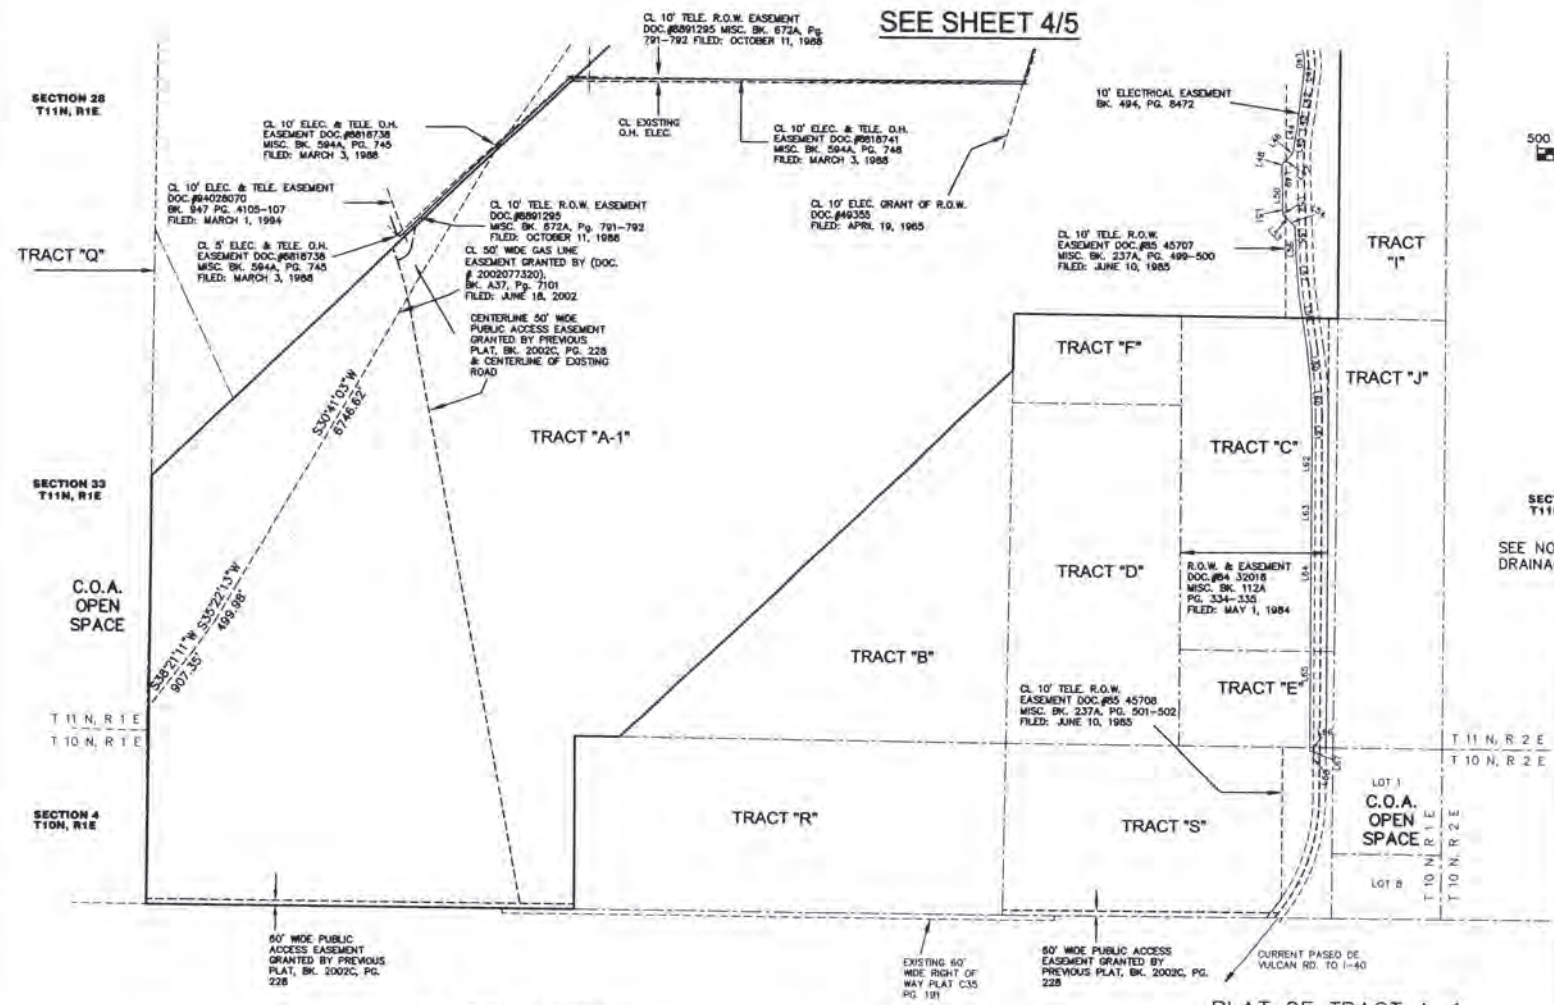 SEE SHEET 4/5
CL 10' TELE. R.O.W. EASEMENT
DOC.#8891295 MISC. BK. 672A, Pg.
791-792 FILED: OCTOBER 11, 1988
SECTION 28
T11N, R1E
CL 10' ELEC. & TELE. O.H.
EASEMENT DOC.#8818738
MISC. BK. 594A, PG. 745
FILED: MARCH 3, 1988
CL EXISTING
O.H. ELEC.
CL 10' ELEC. & TELE. O.H.
EASEMENT DOC.#8818741
MISC. BK. 594A, PG. 748
FILED: MARCH 3, 1988
10' ELECTRICAL EASEMENT
BK. 494, PG. 8472
500
CL 10' ELEC. & TELE. EASEMENT
DOC.#94028070
BK. 947 PG. 4105-107
FILED: MARCH 1, 1994
CL 10' TELE. R.O.W. EASEMENT
DOC.#8891295
MISC. BK. 672A, Pg. 791-792
FILED: OCTOBER 11, 1988
CL 10' ELEC. GRANT OF R.O.W.
DOC.#49355
FILED: APRIL 19, 1965
CL 10' TELE. R.O.W.
EASEMENT DOC.#85 45707
MISC. BK. 237A, PG. 499-500
FILED: JUNE 10, 1985
TRACT
"I"
TRACT "Q"
CL 5' ELEC. & TELE. O.H.
EASEMENT DOC.#8818738
MISC. BK. 594A, PG. 745
FILED: MARCH 3, 1988
CL 50' WIDE GAS LINE
EASEMENT GRANTED BY (DOC.
# 2002077320),
BK. A37, Pg. 7101
FILED: JUNE 18, 2002
CENTERLINE 50' WIDE
PUBLIC ACCESS EASEMENT
GRANTED BY PREVIOUS
PLAT, BK. 2002C, PG. 228
& CENTERLINE OF EXISTING
ROAD
TRACT "F"
TRACT "J"
S30°41'03"W
6746.62'
TRACT "A-1"
TRACT "C"
L62
SECTION 33
T11N, R1E
L63
SEC
T11
SEE NO
DRAINA
C.O.A.
OPEN
SPACE
S35°22'13"W
499.98'
TRACT "D"
R.O.W. & EASEMENT
DOC.#84 32018
MISC. BK 112A
PG. 334-335
FILED: MAY 1, 1984
L64
S38°21'11"W
907.35'
TRACT "B"
TRACT "E"
L65
CL 10' TELE. R.O.W.
EASEMENT DOC.#85 45708
MISC. BK. 237A, PG. 501-502
FILED: JUNE 10, 1985
T 11 N, R 1 E
T 10 N, R 1 E
L66
L67
L68
T 11 N, R 2 E
T 10 N, R 2 E
SECTION 4
T10N, R1E
TRACT "R"
TRACT "S"
LOT 1
C.O.A.
OPEN
SPACE
LOT 8
T 10 N, R 1 E
T 10 N, R 2 E
60' WIDE PUBLIC
ACCESS EASEMENT
GRANTED BY PREVIOUS
PLAT, BK. 2002C, PG.
228
EXISTING 60'
WIDE RIGHT OF
WAY PLAT C35
PG. 191
60' WIDE PUBLIC ACCESS
EASEMENT GRANTED BY
PREVIOUS PLAT, BK. 2002C, PG.
228
CURRENT PASEO DE
VULCAN RD. TO I-40